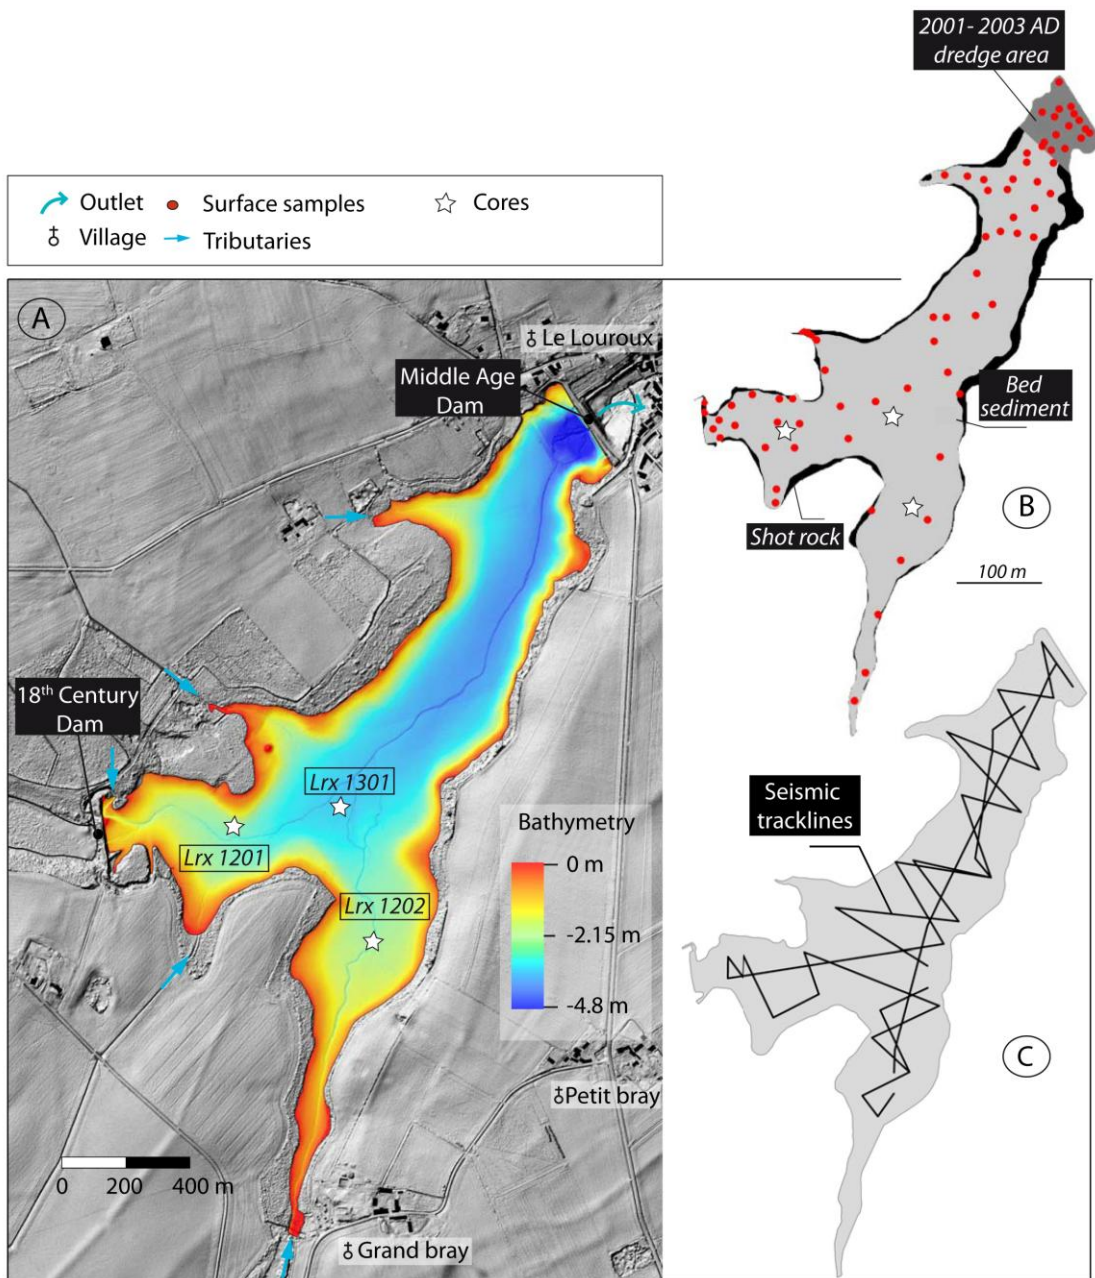 2001- 2003 AD
dredge area
Outlet
Surface samples
Cores
Village
Tributaries
A
Le Louroux
Middle Age
Dam
18th Century
Dam
Lrx 1301
Lrx 1201
Lrx 1202
Bathymetry
0 m
-2.15 m
-4.8 m
Petit bray
0 200 400 m
Grand bray
Bed
sediment
Shot rock
B
100 m
Seismic
tracklines
C